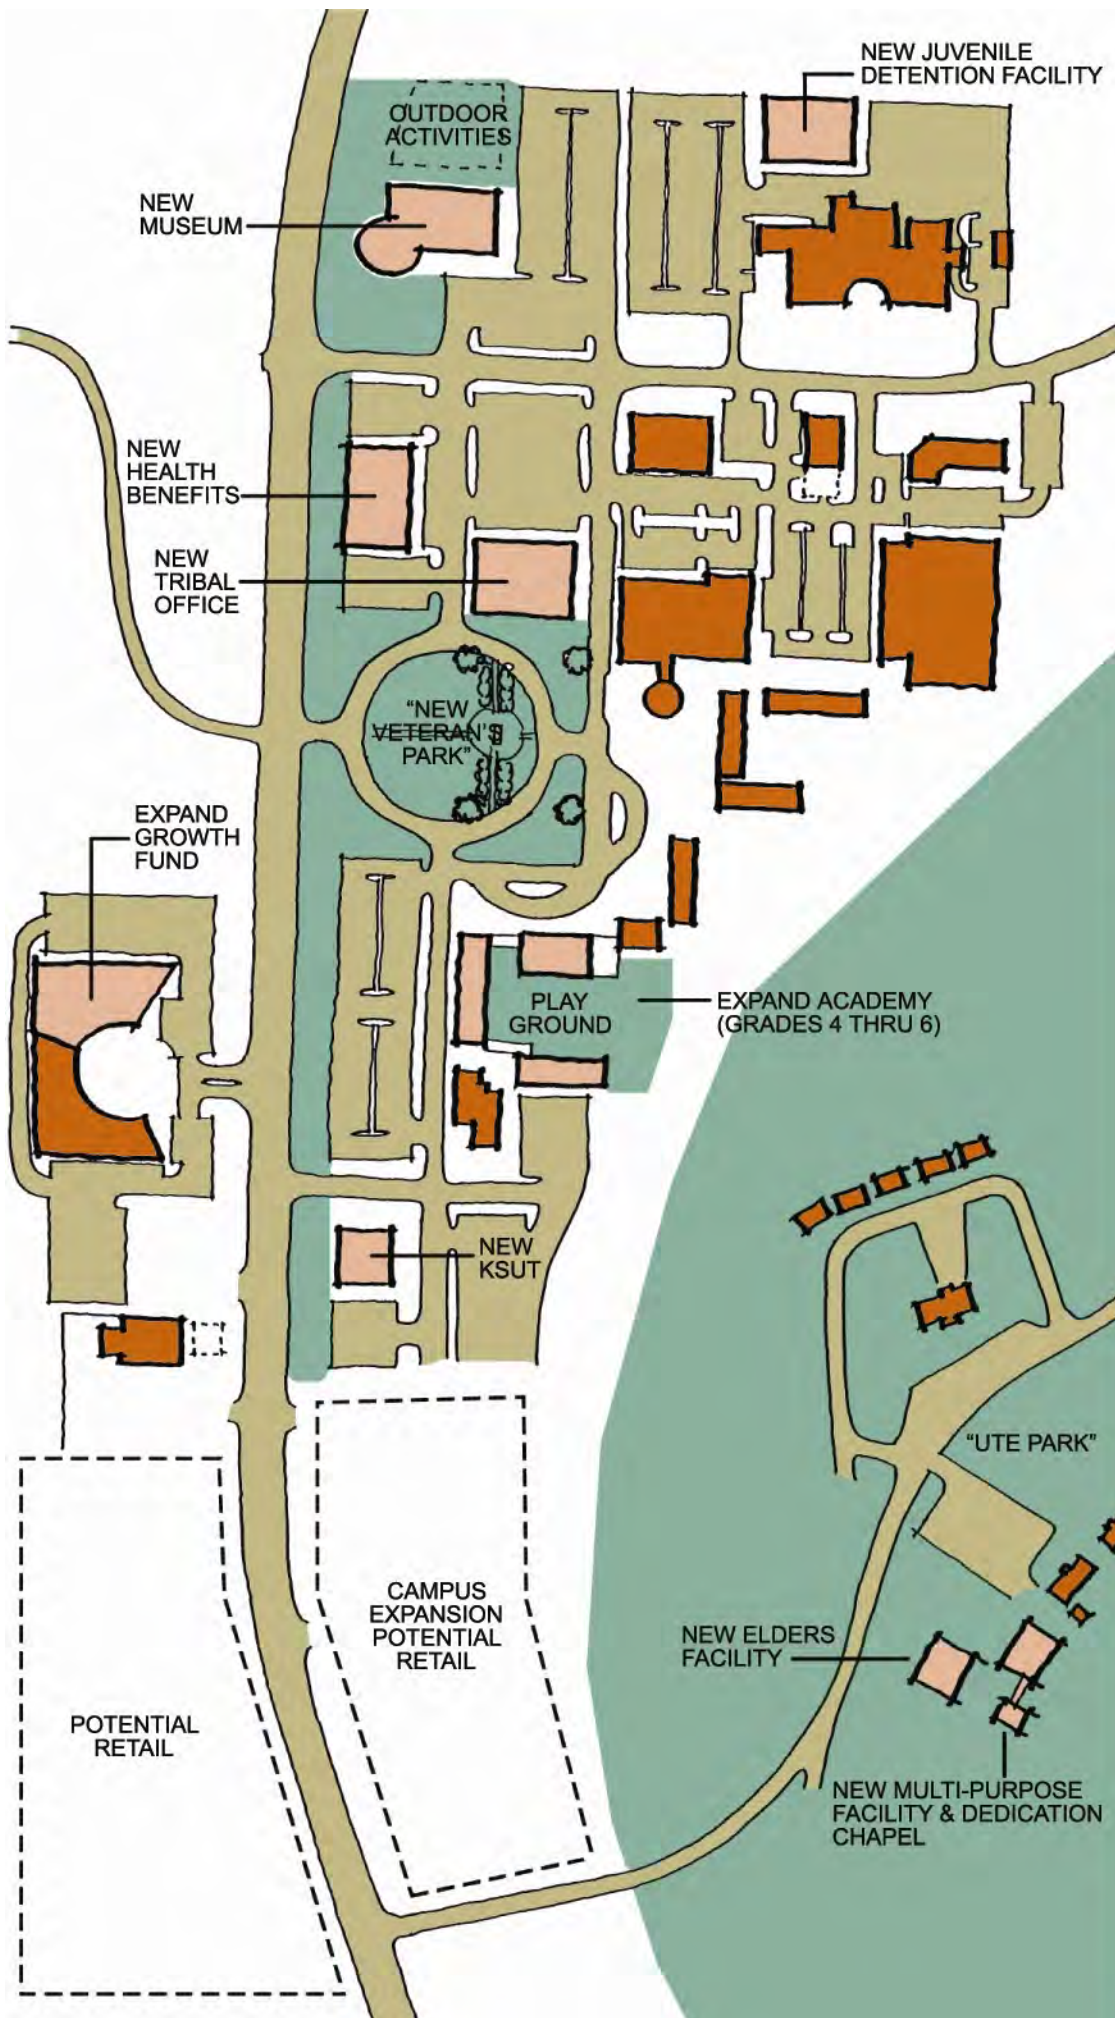 NEW JUVENILE
DETENTION FACILITY
OUTDOOR
ACTIVITIES
NEW
MUSEUM
NEW
HEALTH
BENEFITS
NEW
TRIBAL
OFFICE
“NEW
VETERAN’S
PARK”
EXPAND
GROWTH
FUND
PLAY
GROUND
EXPAND ACADEMY
(GRADES 4 THRU 6)
NEW
KSUT
“UTE PARK”
CAMPUS
EXPANSION
POTENTIAL
RETAIL
NEW ELDERS
FACILITY
POTENTIAL
RETAIL
NEW MULTI-PURPOSE
FACILITY & DEDICATION
CHAPEL